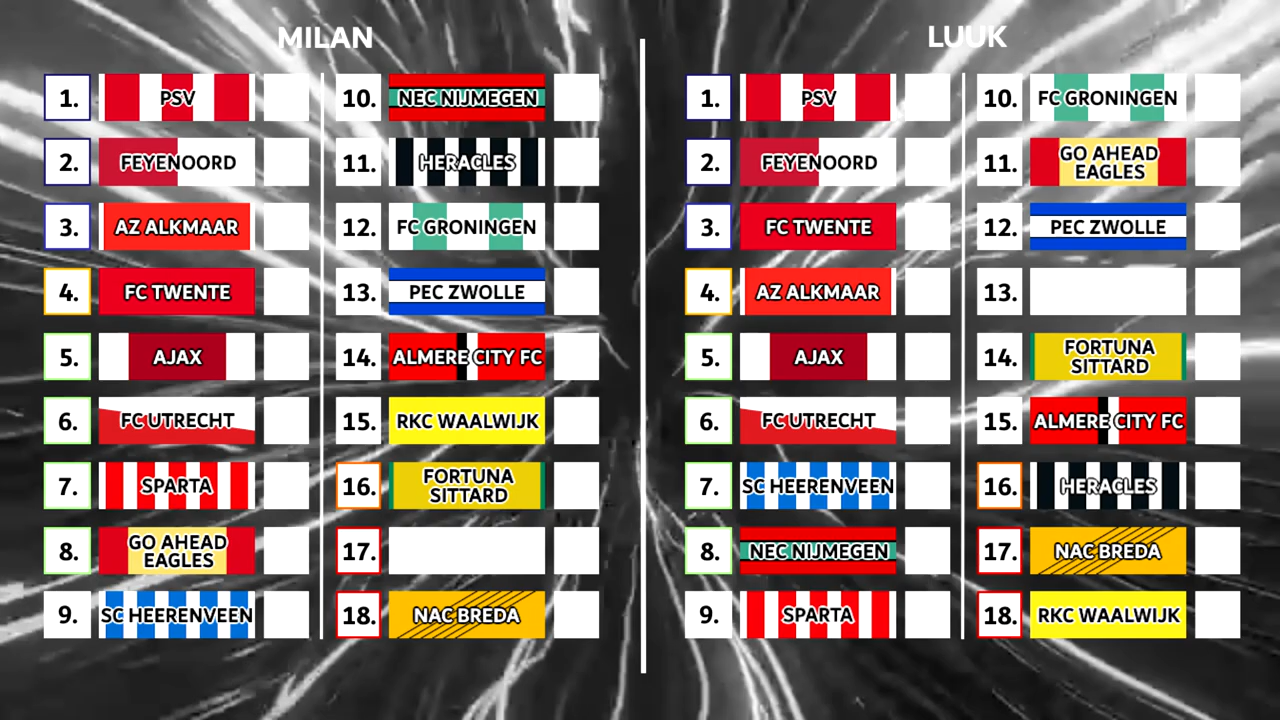 MILAN
1. PSV
2. FEYENOORD
3. AZ ALKMAAR
4. FC TWENTE
5. AJAX
6. FC UTRECHT
7. SPARTA
8. GO AHEAD
EAGLES
9. SC HEERENVEEN
10. NEC NIJMEGEN
11. HERACLES
12. FC GRONINGEN
13. PEC ZWOLLE
14. ALMERE CITY FC
15. RKC WAALWIJK
16. FORTUNA
SITTARD
17.
18. NAC BREDA
LUUK
1. PSV
2. FEYENOORD
3. FC TWENTE
4. AZ ALKMAAR
5. AJAX
6. FC UTRECHT
7. SC HEERENVEEN
8. NEC NIJMEGEN
9. SPARTA
10. FC GRONINGEN
11. GO AHEAD
EAGLES
12. PEC ZWOLLE
13.
14. FORTUNA
SITTARD
15. ALMERE CITY FC
16. HERACLES
17. NAC BREDA
18. RKC WAALWIJK